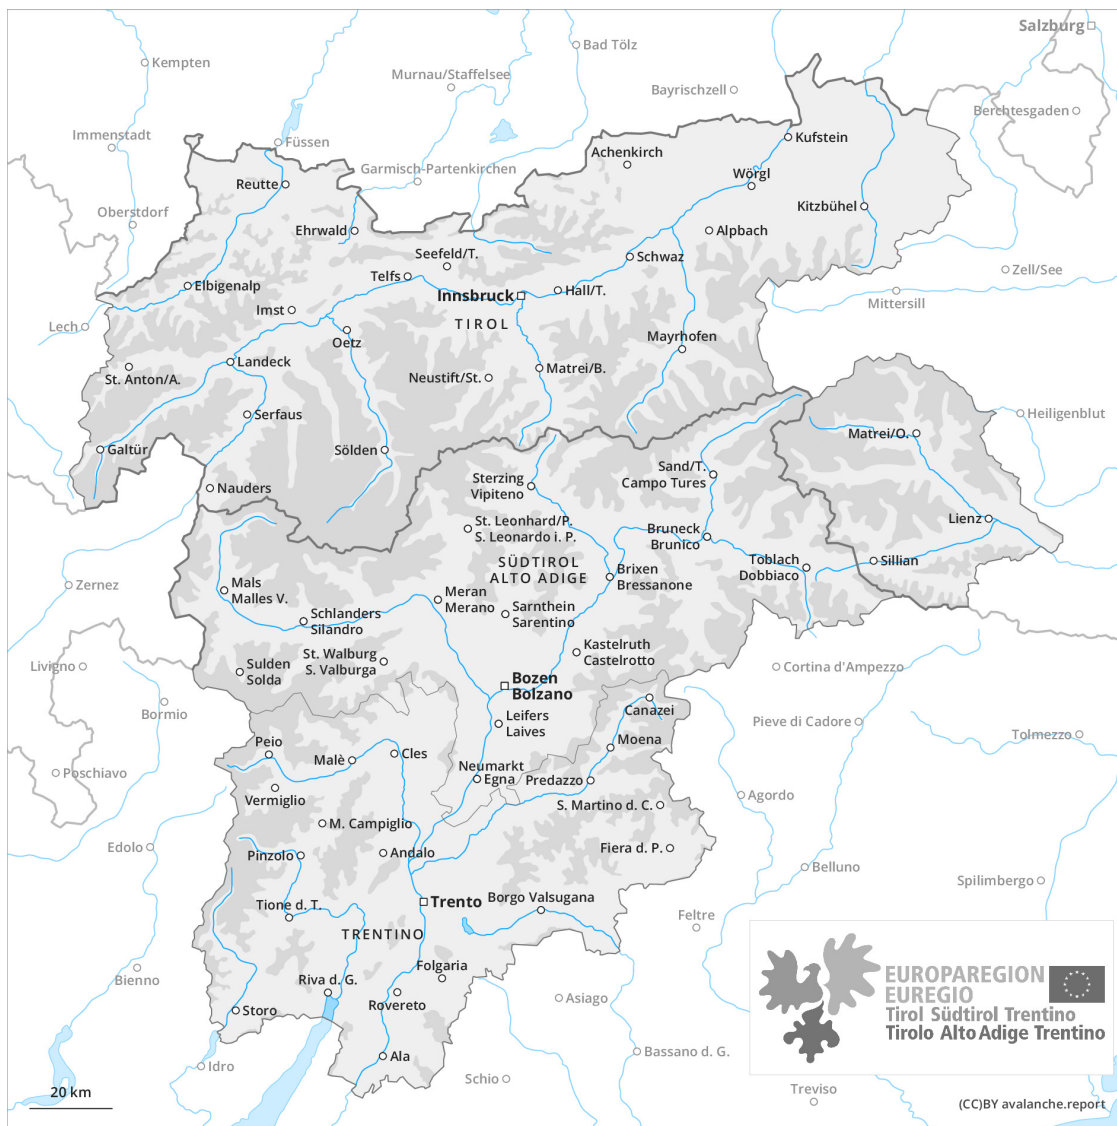 Salzburg
Bad Tölz
Kempten
Murnau/Staffelsee
Bayrischzell
Berchtesgaden
Immenstadt
Füssen
Kufstein
Achenkirch
Garmisch-Partenkirchen
Wörgl
Reutte
Kitzbühel
Oberstdorf
Ehrwald
Alpbach
Seefeld/T.
Schwaz
Zell/See
Telfs
Elbigenalp
Hall/T.
Innsbruck
Mittersill
Imst
TIROL
Lech
Oetz
Mayrhofen
Landeck
Matrei/B.
St. Anton/A.
Neustift/St.
Serfaus
Heiligenblut
Matrei/O.
Galtür
Sölden
Sand/T.
Campo Tures
Sterzing
Vipiteno
Nauders
Lienz
St. Leonhard/P.
S. Leonardo i. P.
Bruneck
Brunico
SÜDTIROL
ALTO ADIGE
Toblach
Dobbiaco
Sillian
Brixen
Bressanone
Zernez
Mals
Malles V.
Meran
Merano
Sarnthein
Sarentino
Schlanders
Silandro
Kastelruth
Castelrotto
St. Walburg
S. Valburga
Livigno
Sulden
Solda
Cortina d'Ampezzo
Bozen
Bolzano
Bormio
Canazei
Leifers
Laives
Pieve di Cadore
Tolmezzo
Moena
Peio
Cles
Malè
Poschiavo
Neumarkt
Egna
Predazzo
Vermiglio
Agordo
S. Martino d. C.
M. Campiglio
Edolo
Pinzolo
Andalo
Fiera d. P.
Belluno
Spilimbergo
Trento
Borgo Valsugana
Tione d. T.
Feltre
TRENTINO
Bienno
Folgaria
Riva d. G.
Rovereto
Asiago
Storo
EUROPAREGION
EUREGIO
Tirol Südtirol Trentino
Tirolo Alto Adige Trentino
Ala
Idro
Bassano d. G.
Schio
Treviso
20 km
(CC)BY avalanche.report